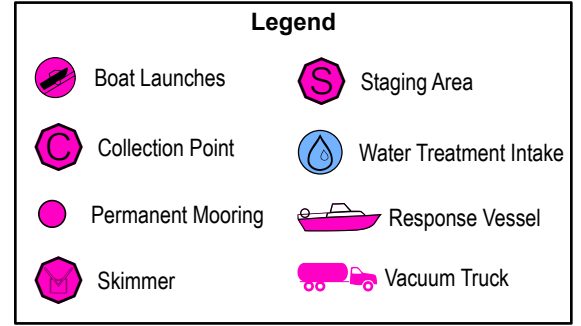 Legend
Boat Launches
S
Staging Area
C
Collection Point
Water Treatment Intake
Permanent Mooring
Response Vessel
Skimmer
Vacuum Truck